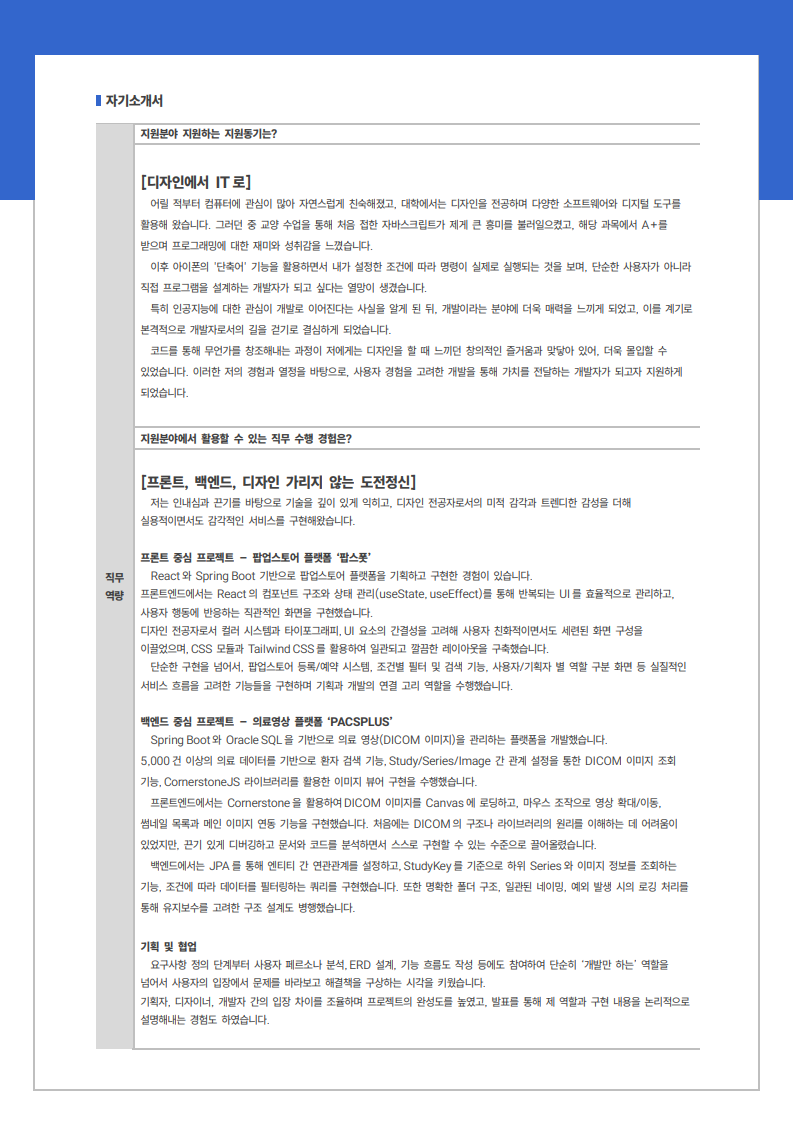 자기소개서
지원분야 지원하는 지원동기는?
[디자인에서 IT로]
어릴 적부터 컴퓨터에 관심이 많아 자연스럽게 친숙해졌고, 대학에서는 디자인을 전공하며 다양한 소프트웨어와 디지털 도구를
활용해 왔습니다. 그러던 중 교양 수업을 통해 처음 접한 자바스크립트가 제게 큰 흥미를 불러일으켰고, 해당 과목에서 A+를
받으며 프로그래밍에 대한 재미와 성취감을 느꼈습니다.
이후 아이폰의 '단축어' 기능을 활용하면서 내가 설정한 조건에 따라 명령이 실제로 실행되는 것을 보며, 단순한 사용자가 아니라
직접 프로그램을 설계하는 개발자가 되고 싶다는 열망이 생겼습니다.
특히 인공지능에 대한 관심이 개발로 이어진다는 사실을 알게 된 뒤, 개발이라는 분야에 더욱 매력을 느끼게 되었고, 이를 계기로
본격적으로 개발자로서의 길을 걷기로 결심하게 되었습니다.
코드를 통해 무언가를 창조해내는 과정이 저에게는 디자인을 할 때 느끼던 창의적인 즐거움과 맞닿아 있어, 더욱 몰입할 수
있었습니다. 이러한 저의 경험과 열정을 바탕으로, 사용자 경험을 고려한 개발을 통해 가치를 전달하는 개발자가 되고자 지원하게
되었습니다.
지원분야에서 활용할 수 있는 직무 수행 경험은?
[프론트, 백엔드, 디자인 가리지 않는 도전정신]
저는 인내심과 끈기를 바탕으로 기술을 깊이 있게 익히고, 디자인 전공자로서의 미적 감각과 트렌디한 감성을 더해
실용적이면서도 감각적인 서비스를 구현해왔습니다.
프론트 중심 프로젝트 – 팝업스토어 플랫폼 ‘팝스폿’
React와 Spring Boot 기반으로 팝업스토어 플랫폼을 기획하고 구현한 경험이 있습니다.
프론트엔드에서는 React의 컴포넌트 구조와 상태 관리(useState, useEffect)를 통해 반복되는 UI를 효율적으로 관리하고,
사용자 행동에 반응하는 직관적인 화면을 구현했습니다.
디자인 전공자로서 컬러 시스템과 타이포그래피, UI 요소의 간결성을 고려해 사용자 친화적이면서도 세련된 화면 구성을
이끌었으며, CSS 모듈과 Tailwind CSS를 활용하여 일관되고 깔끔한 레이아웃을 구축했습니다.
단순한 구현을 넘어서, 팝업스토어 등록/예약 시스템, 조건별 필터 및 검색 기능, 사용자/기획자 별 역할 구분 화면 등 실질적인
서비스 흐름을 고려한 기능들을 구현하며 기획과 개발의 연결 고리 역할을 수행했습니다.
직무
역량
백엔드 중심 프로젝트 – 의료영상 플랫폼 ‘PACSPLUS’
Spring Boot와 Oracle SQL을 기반으로 의료 영상(DICOM 이미지)을 관리하는 플랫폼을 개발했습니다.
5,000건 이상의 의료 데이터를 기반으로 환자 검색 기능, Study/Series/Image 간 관계 설정을 통한 DICOM 이미지 조회
기능, CornerstoneJS 라이브러리를 활용한 이미지 뷰어 구현을 수행했습니다.
프론트엔드에서는 Cornerstone을 활용하여 DICOM 이미지를 Canvas에 로딩하고, 마우스 조작으로 영상 확대/이동,
썸네일 목록과 메인 이미지 연동 기능을 구현했습니다. 처음에는 DICOM의 구조나 라이브러리의 원리를 이해하는 데 어려움이
있었지만, 끈기 있게 디버깅하고 문서와 코드를 분석하면서 스스로 구현할 수 있는 수준으로 끌어올렸습니다.
백엔드에서는 JPA를 통해 엔티티 간 연관관계를 설정하고, StudyKey를 기준으로 하위 Series와 이미지 정보를 조회하는
기능, 조건에 따라 데이터를 필터링하는 쿼리를 구현했습니다. 또한 명확한 폴더 구조, 일관된 네이밍, 예외 발생 시의 로깅 처리를
통해 유지보수를 고려한 구조 설계도 병행했습니다.
기획 및 협업
요구사항 정의 단계부터 사용자 페르소나 분석, ERD 설계, 기능 흐름도 작성 등에도 참여하여 단순히 ‘개발만 하는’ 역할을
넘어서 사용자의 입장에서 문제를 바라보고 해결책을 구상하는 시각을 키웠습니다.
기획자, 디자이너, 개발자 간의 입장 차이를 조율하며 프로젝트의 완성도를 높였고, 발표를 통해 제 역할과 구현 내용을 논리적으로
설명해내는 경험도 하였습니다.